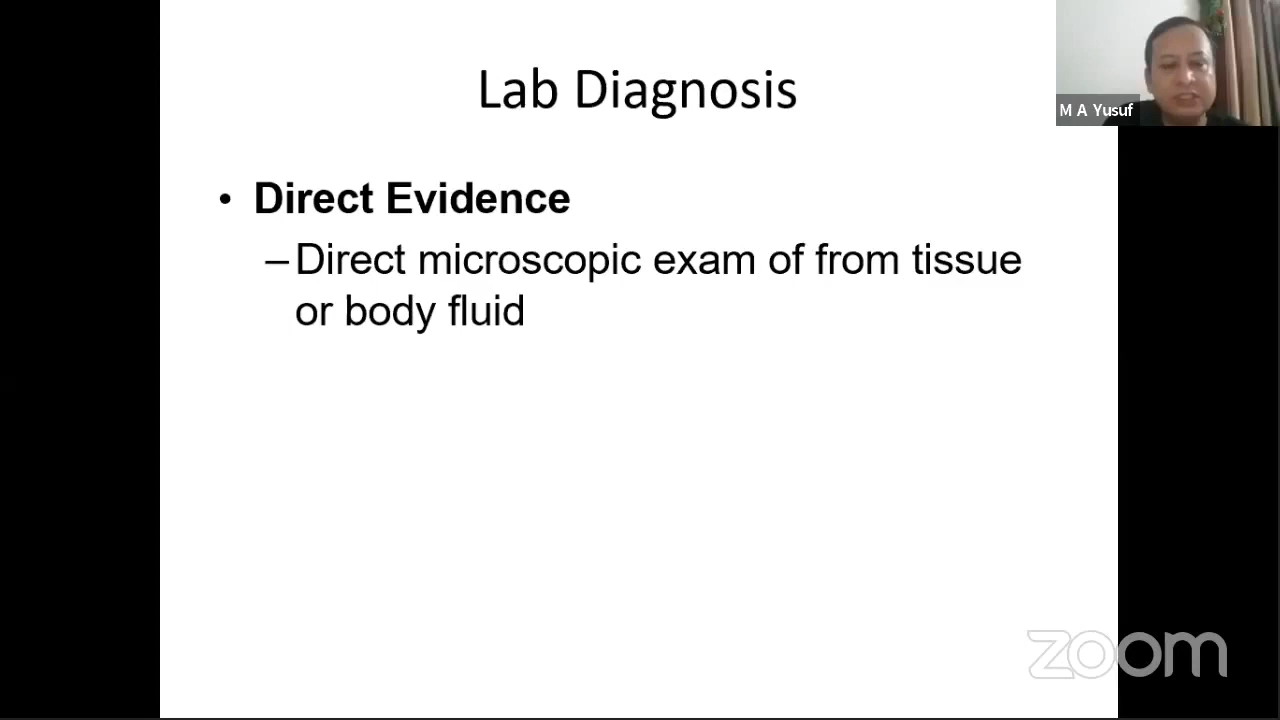 Lab Diagnosis
M A Yusuf
• Direct Evidence
–Direct microscopic exam of from tissue
or body fluid
zoom